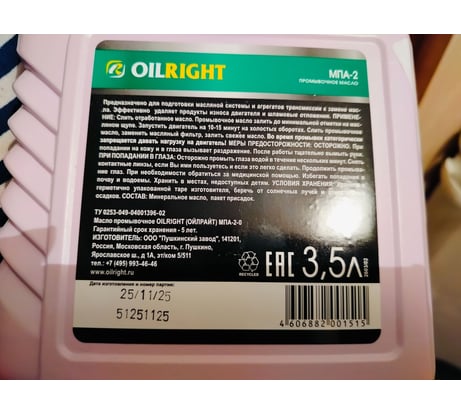 OILRIGHT
МПА-2
ПРОМЫВОЧНОЕ МАСЛО
Предназначено для подготовки масляной системы и агрегатов трансмиссии к замене мас-
ла. Эффективно удаляет продукты износа двигателя и шламовые отложения. ПРИМЕНЕ-
НИЕ: Слить отработанное масло. Промывочное масло залить до минимальной отметки на мас-
ляном щупе. Запустить двигатель на 10-15 минут на холостых оборотах. Слить промывочное
масло, заменить масляный фильтр, залить свежее масло. Во время промывки категорически
запрещается давать нагрузку на двигатель! МЕРЫ ПРЕДОСТОРОЖНОСТИ: ОСТОРОЖНО. При
попадании на кожу и в глаза может вызывать раздражение. После работы тщательно вымыть руки.
ПРИ ПОПАДАНИИ В ГЛАЗА: Осторожно промыть глаза водой в течение нескольких минут. Снять
контактные линзы, если Вы ими пользуетесь и если это легко сделать. Продолжить промывание
глаз. При необходимости обратиться за медицинской помощью. Избегать попадания в
почву и водоемы. Хранить в местах, недоступных детям. УСЛОВИЯ ХРАНЕНИЯ: Хранить в
герметично упакованной таре изготовителя, беречь от солнечных лучей и атмосферных
осадков. СОСТАВ: Минеральное масло, пакет присадок.
ТУ 0253-049-04001396-02
Масло промывочное OILRIGHT (ОЙЛРАЙТ) МПА-2-0
Гарантийный срок хранения - 5 лет.
ИЗГОТОВИТЕЛЬ: ООО "Пушкинский завод", 141201,
Россия, Московская область, г. Пушкино,
Ярославское ш., д 1А, эт/ком 5/511
тел.: +7 (495) 993-46-46
www.oilright.ru
RECYCLED
EAC 3,5л
Дата изготовления и номер партии:
25/11/25
51251125
4 606882 001515